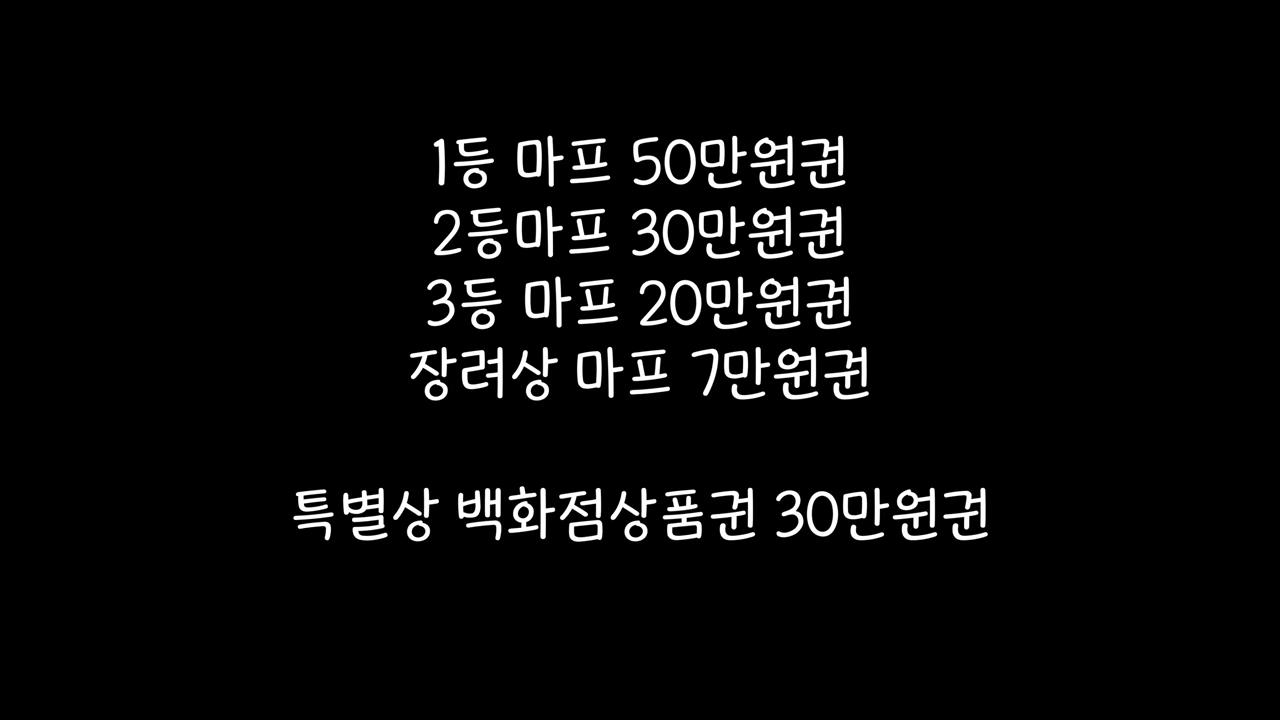 1등 마프 50만원권
2등마프 30만원권
3등 마프 20만원권
장려상 마프 7만원권
특별상 백화점상품권 30만원권